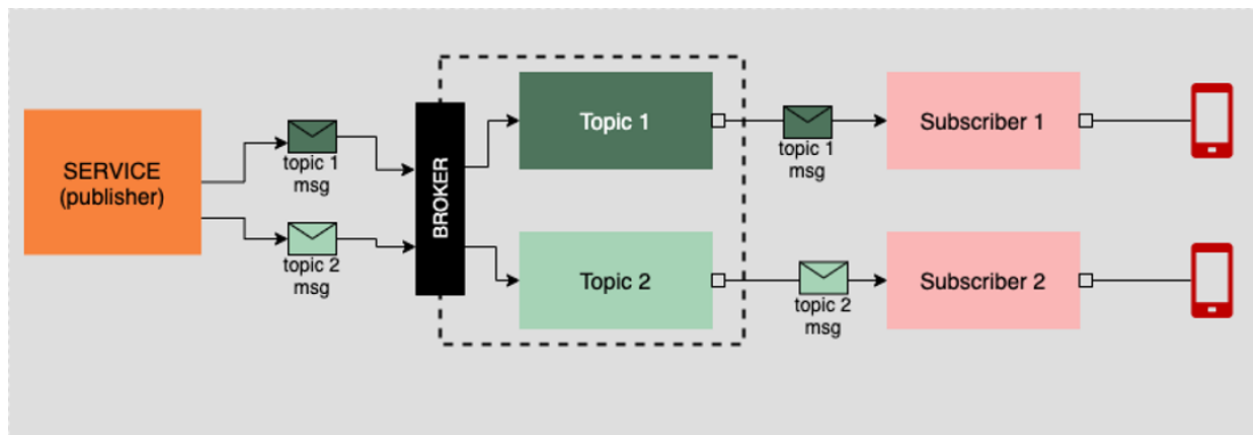 SERVICE
(publisher)
topic 1
msg
topic 2
msg
BROKER
Topic 1
Topic 2
topic 1
msg
topic 2
msg
Subscriber 1
Subscriber 2